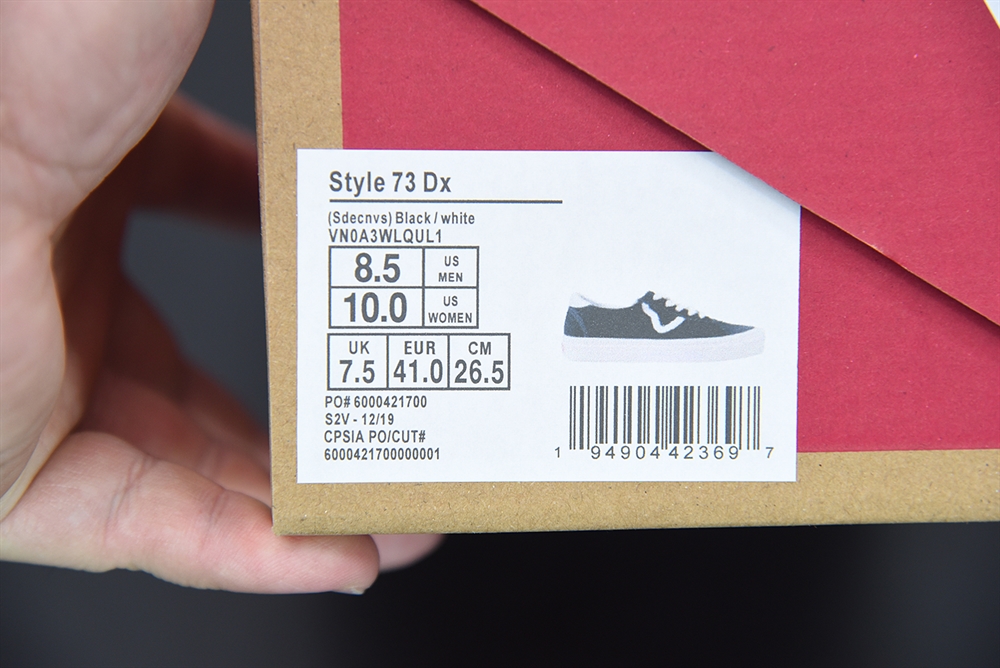 Style 73 Dx
(Sdecnvs) Black / white
VN0A3WLQUL1
8.5 US MEN
10.0 US WOMEN
UK EUR CM
7.5 41.0 26.5
PO# 6000421700
S2V - 12/19
CPSIA PO/CUT#
6000421700000001
1 94904 42369 7